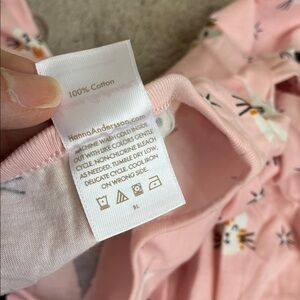 100% Cotton
HannaAndersson.com
MACHINE WASH COLD INSIDE
OUT WITH LIKE COLORS GENTLE
CYCLE. NON-CHLORINE BLEACH
AS NEEDED. TUMBLE DRY LOW,
DELICATE CYCLE. COOL IRON
ON WRONG SIDE.